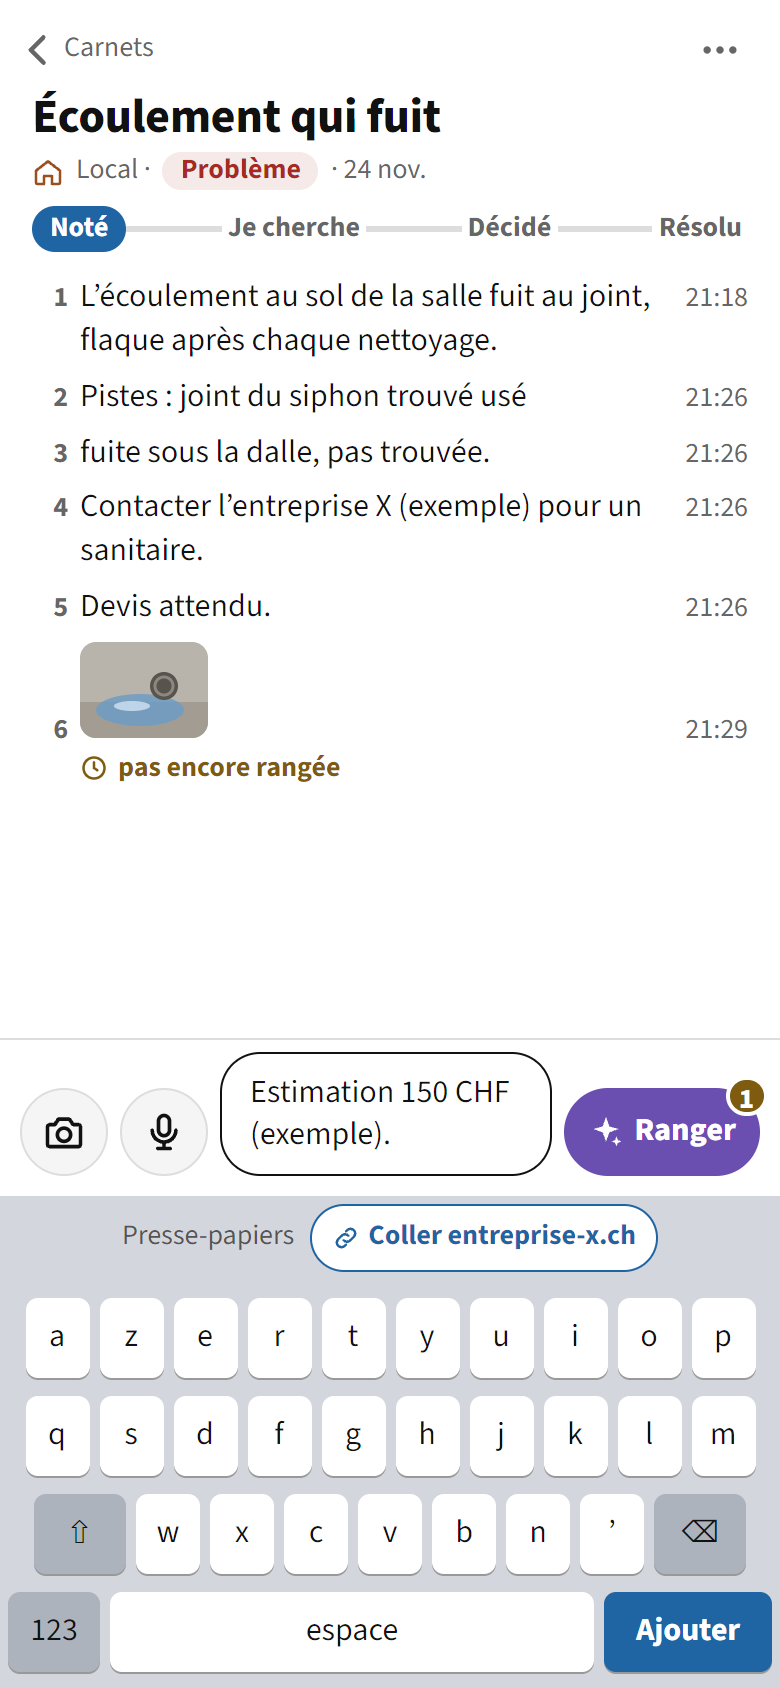 Carnets
Écoulement qui fuit
Local · Problème · 24 nov.
Noté Je cherche Décidé Résolu
1 L’écoulement au sol de la salle fuit au joint, 21:18
flaque après chaque nettoyage.
2 Pistes : joint du siphon trouvé usé 21:26
3 fuite sous la dalle, pas trouvée. 21:26
4 Contacter l’entreprise X (exemple) pour un 21:26
sanitaire.
5 Devis attendu. 21:26
6 21:29
pas encore rangée
Estimation 150 CHF
(exemple).
Ranger 1
Presse-papiers Coller entreprise-x.ch
a z e r t y u i o p
q s d f g h j k l m
⇧ w x c v b n ’ ⌫
123 espace Ajouter